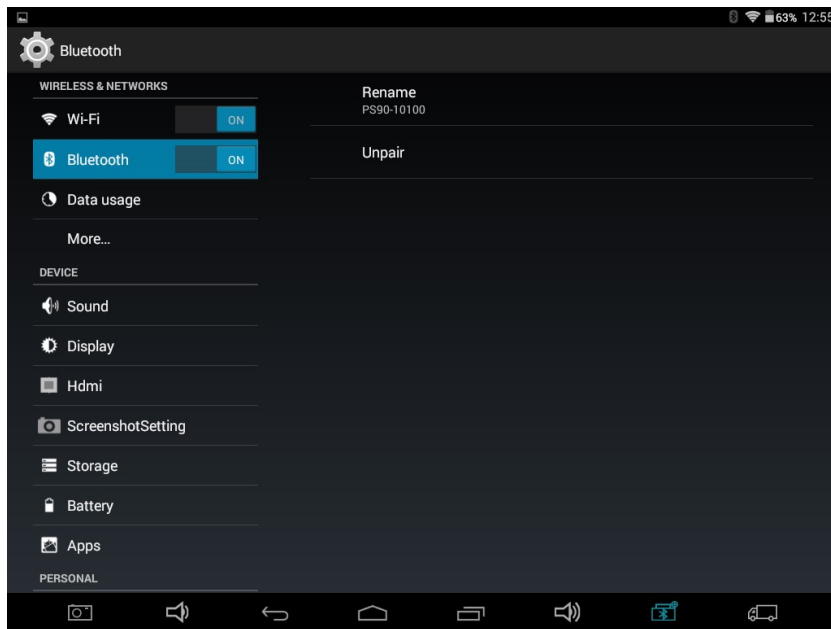 63% 12:55
Bluetooth
WIRELESS & NETWORKS
Wi-Fi ON
Bluetooth ON
Data usage
More...
DEVICE
Sound
Display
Hdmi
ScreenshotSetting
Storage
Battery
Apps
PERSONAL
Rename
PS90-10100
Unpair